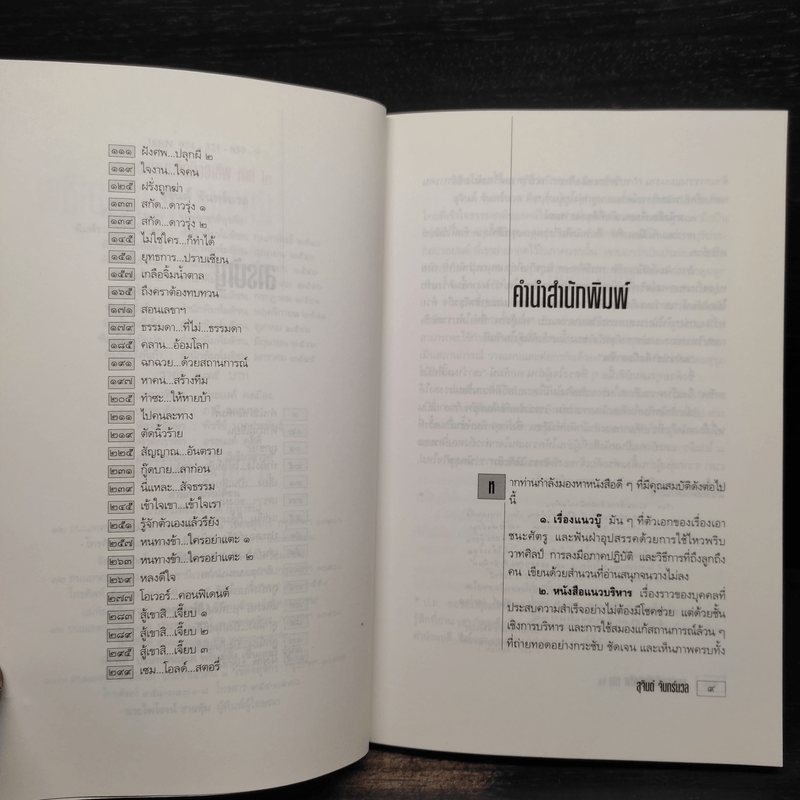 ๑๑๑ ฝังศพ...ปลุกผี ๒
๑๑๙ ใจงาน...ใจคน
๑๒๕ ฝรั่งถูกฆ่า
๑๓๓ สกัด...ดาวรุ่ง ๑
๑๓๙ สกัด...ดาวรุ่ง ๒
๑๔๕ ไม่ใช่ใคร...ก็ทำได้
๑๕๑ ยุทธการ...ปราบเซียน
๑๕๗ เกลือจิ้มน้ำตาล
๑๖๕ ถึงคราต้องทบทวน
๑๗๑ สอนเลขาฯ
๑๗๙ ธรรมดา...ที่ไม่...ธรรมดา
๑๘๕ คลาน...อ้อมโลก
๑๙๑ ฉกฉวย...ด้วยสถานการณ์
๑๙๗ หาคน...สร้างทีม
๒๐๕ ทำซะ...ให้หายบ้า
๒๑๑ ไปคนละทาง
๒๑๙ ตัดนิ้วร้าย
๒๒๕ สัญญาณ...อันตราย
๒๓๑ กู๊ดบาย...ลาก่อน
๒๓๙ นี่แหละ...สัจธรรม
๒๔๕ เข้าใจเขา...เข้าใจเรา
๒๕๑ รู้จักตัวเองแล้วรึยัง
๒๕๗ หนทางข้า...ใครอย่าแตะ ๑
๒๖๓ หนทางข้า...ใครอย่าแตะ ๒
๒๖๙ หลงดีใจ
๒๗๗ โอเวอร์...คอนฟิเดนต์
๒๘๓ สู้เขาสิ...เจี๊ยบ ๑
๒๘๙ สู้เขาสิ...เจี๊ยบ ๒
๒๙๕ สู้เขาสิ...เจี๊ยบ ๓
๒๙๙ เซม...โอลด์...สตอรี่
คำนำสำนักพิมพ์
หากท่านกำลังมองหาหนังสือดี ๆ ที่มีคุณสมบัติดังต่อไป
นี้
๑. เรื่องแนวบู๊ มัน ๆ ที่ตัวเอกของเรื่องเอา
ชนะศัตรู และฟันฝ่าอุปสรรคด้วยการใช้ไหวพริบ
วาทศิลป์ การลงมือภาคปฏิบัติ และวิธีการที่ถึงลูกถึง
คน เขียนด้วยสำนวนที่อ่านสนุกจนวางไม่ลง
๒. หนังสือแนวบริหาร เรื่องราวของบุคคลที่
ประสบความสำเร็จอย่างไม่ต้องมีโชคช่วย แต่ด้วยชั้น
เชิงการบริหาร และการใช้สมองแก้สถานการณ์ล้วน ๆ
ที่ถ่ายทอดอย่างกระชับ ชัดเจน และเห็นภาพครบทั้ง
สุจินต์ จันทร์นวล ๙